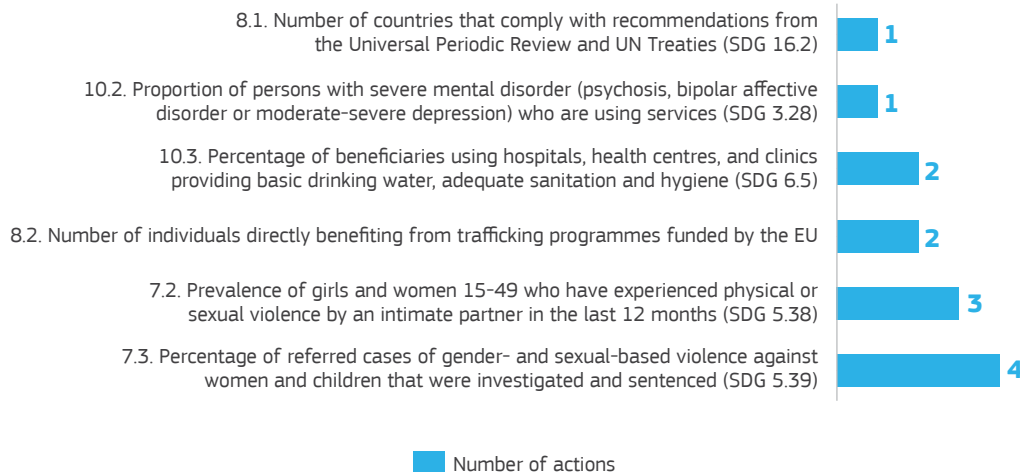 8.1. Number of countries that comply with recommendations from
the Universal Periodic Review and UN Treaties (SDG 16.2)
1
10.2. Proportion of persons with severe mental disorder (psychosis, bipolar affective
disorder or moderate-severe depression) who are using services (SDG 3.28)
1
10.3. Percentage of beneficiaries using hospitals, health centres, and clinics
providing basic drinking water, adequate sanitation and hygiene (SDG 6.5)
2
8.2. Number of individuals directly benefiting from trafficking programmes funded by the EU
2
7.2. Prevalence of girls and women 15-49 who have experienced physical or
sexual violence by an intimate partner in the last 12 months (SDG 5.38)
3
7.3. Percentage of referred cases of gender- and sexual-based violence against
women and children that were investigated and sentenced (SDG 5.39)
4
Number of actions